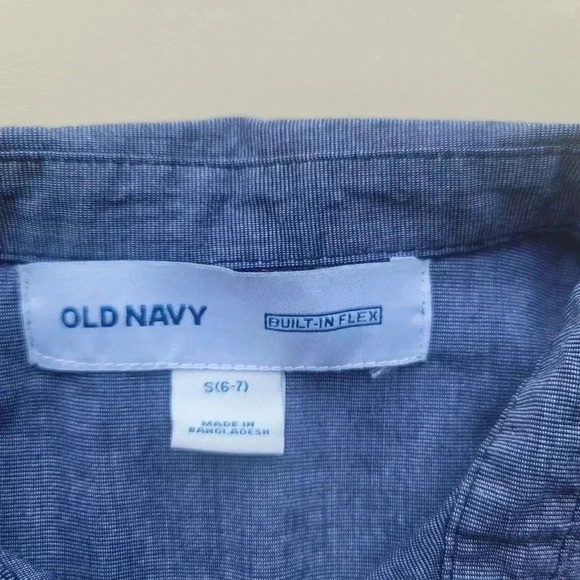 OLD NAVY
BUILT-IN FLEX
S(6-7)
MADE IN
BANGLADESH